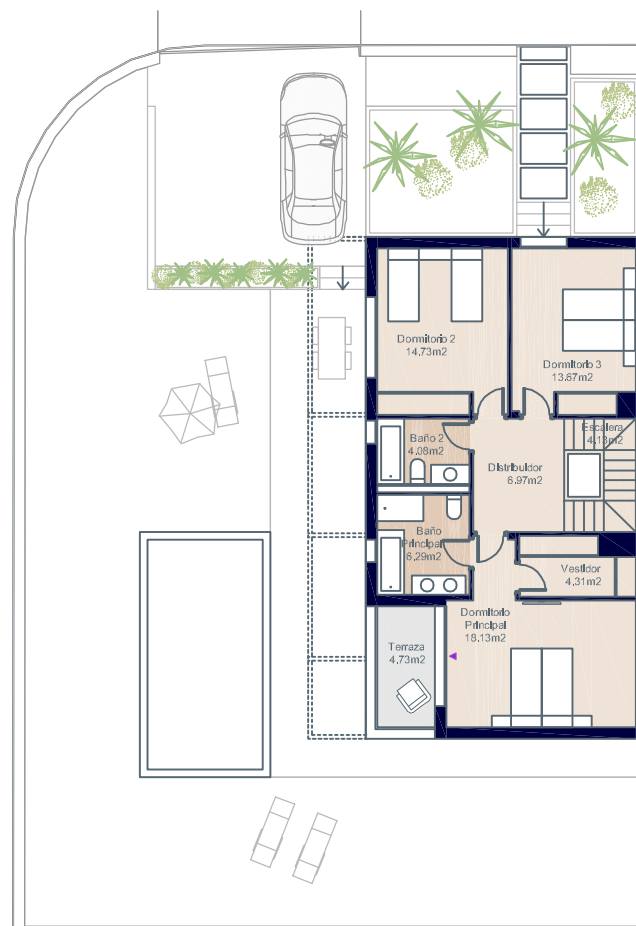 Dormitorio 2
14.73m2
Dormitorio 3
13.67m2
Baño 2
4,08m2
Escalera
4.13m2
Distribuidor
6.97m2
Baño
Principal
6,29m2
Vestidor
4,31m2
Dormitorio
Principal
18.13m2
Terraza
4.73m2